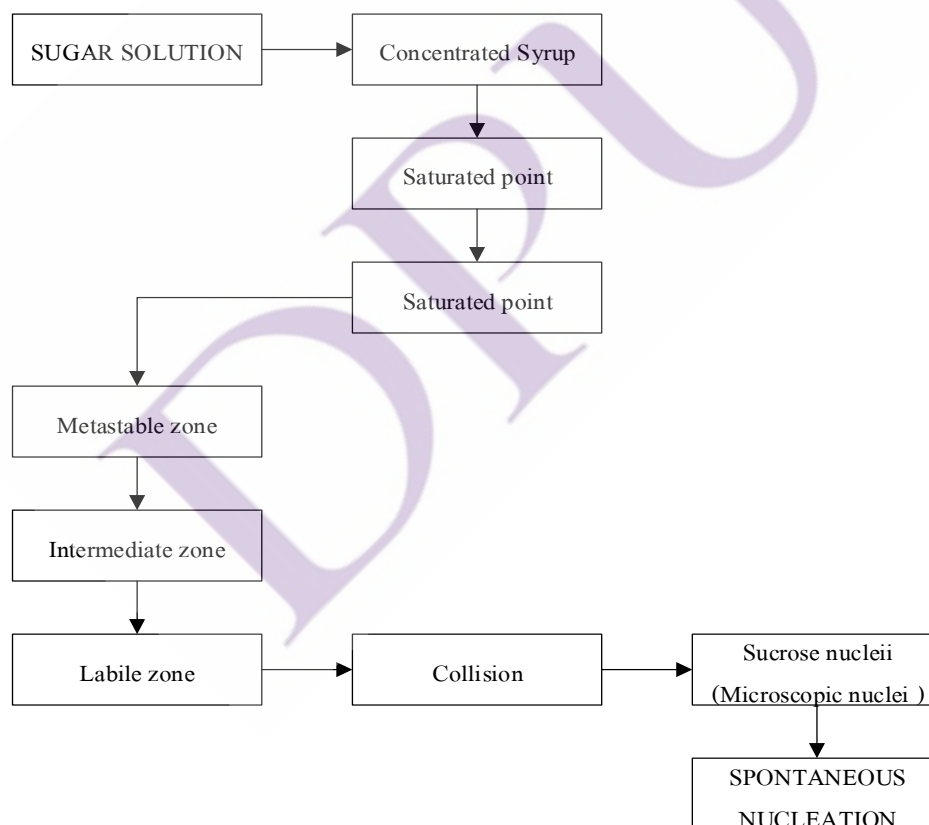 SUGAR SOLUTION
Concentrated Syrup
Saturated point
Saturated point
Metastable zone
Intermediate zone
Labile zone
Collision
Sucrose nucleii
(Microscopic nuclei )
SPONTANEOUS
NUCLEATION
DPU